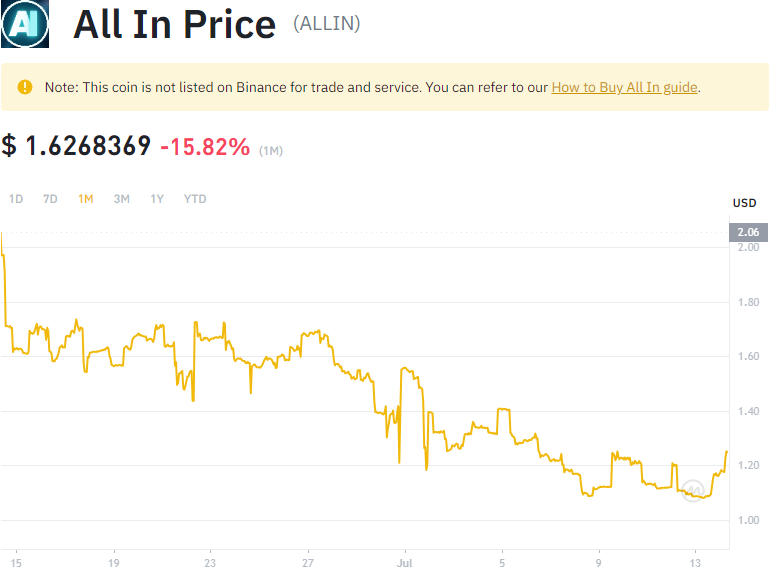 AI
All In Price (ALLIN)
Note: This coin is not listed on Binance for trade and service. You can refer to our How to Buy All In guide.
$ 1.6268369 -15.82% (1M)
1D 7D 1M 3M 1Y YTD
USD
2.06
2.00
1.80
1.60
1.40
1.20
1.00
15 19 23 27 Jul 5 9 13